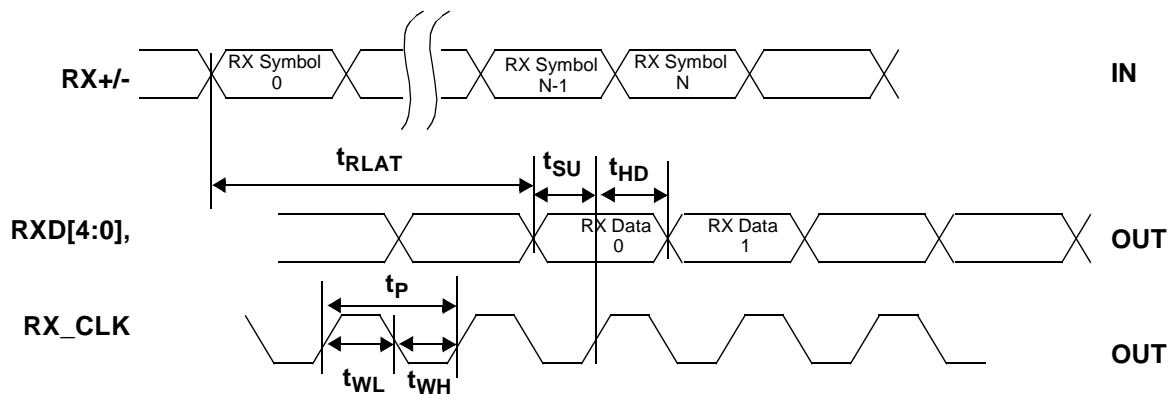 RX+/-
RX Symbol
0
RX Symbol
N-1
RX Symbol
N
IN
tRLAT
tSU
tHD
RXD[4:0],
RX Data
0
RX Data
1
OUT
tP
RX_CLK
OUT
tWL
tWH